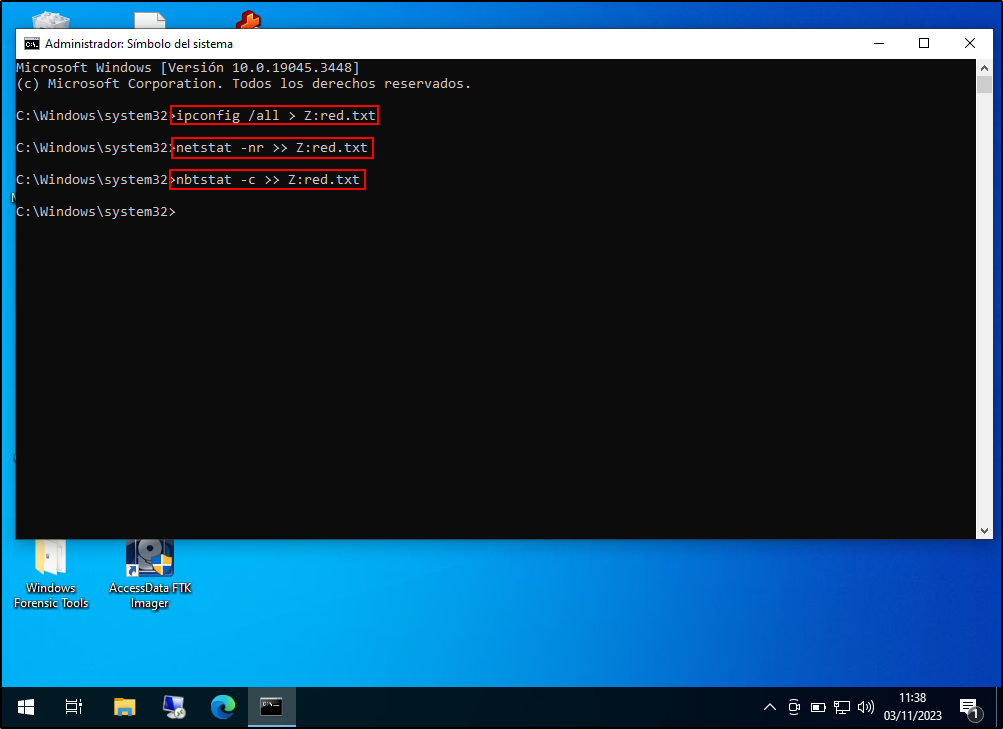 Administrador: Símbolo del sistema
Microsoft Windows [Versión 10.0.19045.3448]
(c) Microsoft Corporation. Todos los derechos reservados.
C:\Windows\system32>ipconfig /all > Z:red.txt
C:\Windows\system32>netstat -nr >> Z:red.txt
C:\Windows\system32>nbtstat -c >> Z:red.txt
C:\Windows\system32>
Windows
Forensic Tools
AccessData FTK
Imager
11:38
03/11/2023
1